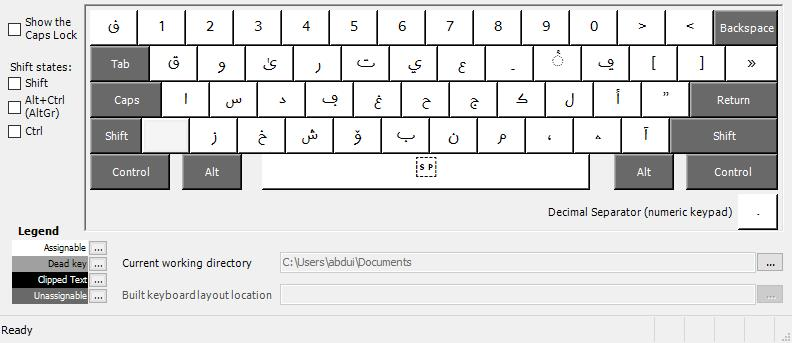 Show the Caps Lock
ڧ 1 2 3 4 5 6 7 8 9 0 > < Backspace
Tab ق و ىٰ ر ت ي ع ـ ڢ [ ] »
Shift states:
Shift
Alt+Ctrl (AltGr)
Ctrl
Caps ا س د ڢ غ ح ج ك ل أ ” Return
Shift ز خ ش ۆ ب ن م ، آ Shift
Control Alt SP Alt Control
Decimal Separator (numeric keypad) .
Legend
Assignable ...
Dead key ...
Clipped Text ...
Unassignable ...
Current working directory C:\Users\abdui\Documents ...
Built keyboard layout location ...
Ready